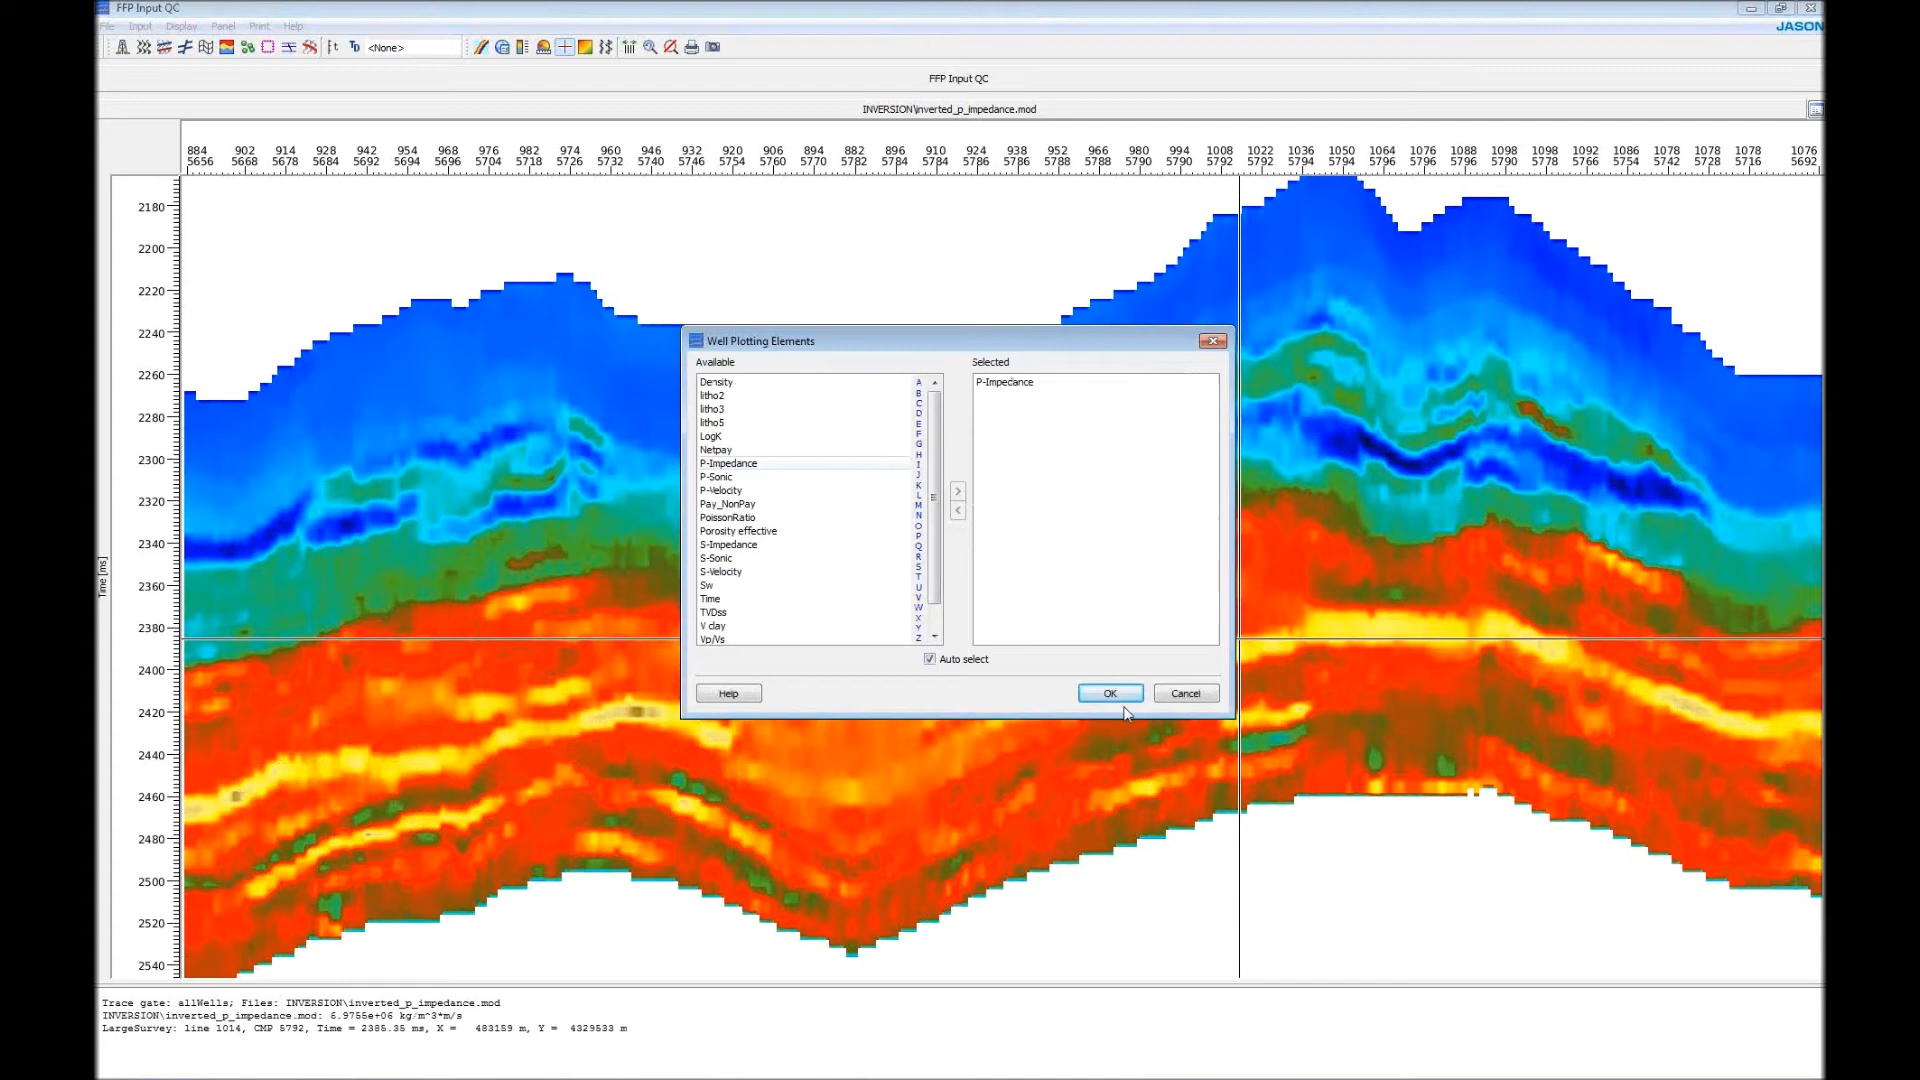 FFP Input QC
File Input Display Panel Print Help
JASON
<None>
FFP Input QC
INVERSION\inverted_p_impedance.mod
884 902 914 928 942 954 968 976 982 974 960 946 932 920 906 894 882 896 910 924 938 952 966 980 994 1008 1022 1036 1050 1064 1076 1088 1098 1098 1092 1086 1078 1078 1078 1076
5656 5668 5678 5684 5692 5694 5696 5704 5718 5726 5732 5740 5746 5754 5760 5770 5782 5784 5784 5786 5786 5788 5788 5790 5790 5792 5792 5794 5794 5796 5796 5796 5790 5778 5766 5754 5742 5728 5716 5692
2180
2200
2220
2240
2260
2280
2300
2320
2340
2360
2380
2400
2420
2440
2460
2480
2500
2520
2540
Time [ms]
Well Plotting Elements
Available
Density
litho2
litho3
litho5
LogK
Netpay
P-Impedance
P-Sonic
P-Velocity
Pay_NonPay
PoissonRatio
Porosity effective
S-Impedance
S-Sonic
S-Velocity
Sw
Time
TVDss
V clay
Vp/Vs
A
B
C
D
E
F
G
H
I
J
K
L
M
N
O
P
Q
R
S
T
U
V
W
X
Y
Z
>
<
Selected
P-Impedance
Auto select
Help
OK
Cancel
Trace gate: allWells; Files: INVERSION\inverted_p_impedance.mod
INVERSION\inverted_p_impedance.mod: 6.9755e+06 kg/m^3*m/s
LargeSurvey: line 1014, CMP 5792, Time = 2385.35 ms, X = 483159 m, Y = 4329533 m